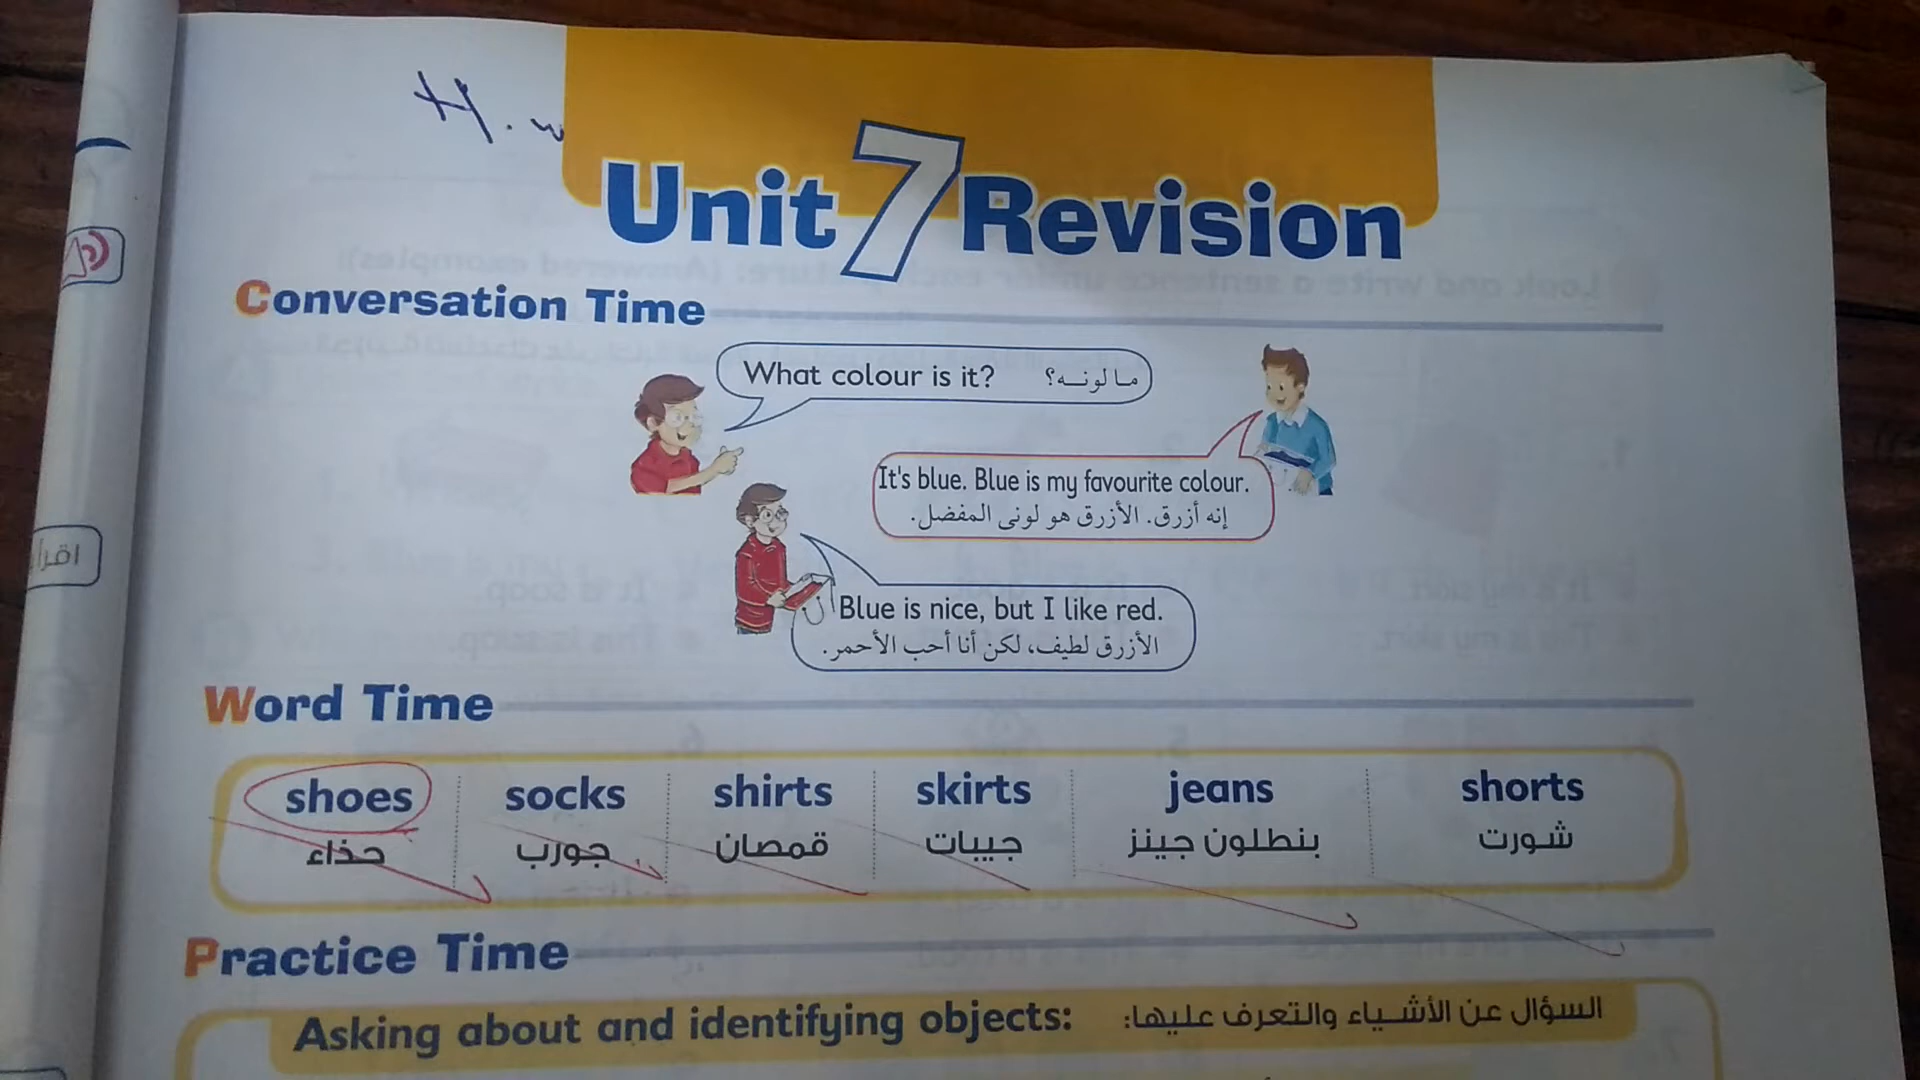 H.w
Unit 7 Revision
Conversation Time
What colour is it? ما لونه؟
It's blue. Blue is my favourite colour.
إنه أزرق. الأزرق هو لونى المفضل.
Blue is nice, but I like red.
الأزرق لطيف، لكن أنا أحب الأحمر.
Word Time
shoes socks shirts skirts jeans shorts
حذاء جورب قمصان جيبات بنطلون جينز شورت
Practice Time
Asking about and identifying objects: السؤال عن الأشياء والتعرف عليها:
اقرأ